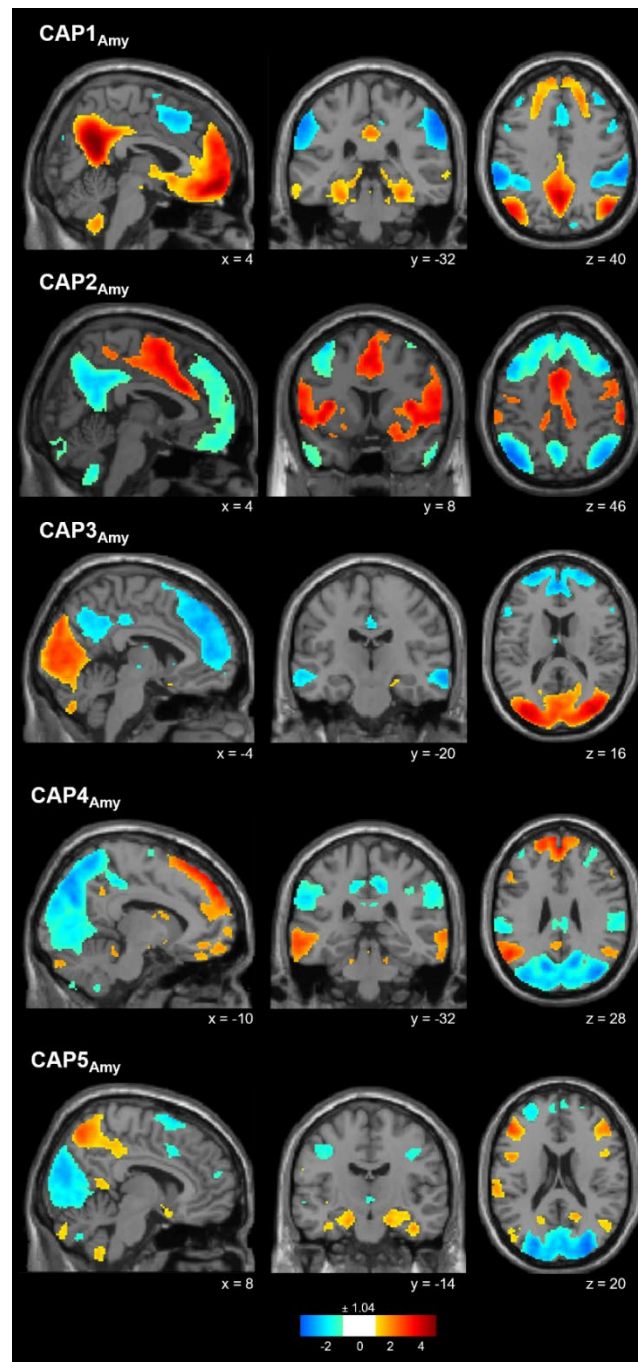 CAP1Amy
x = 4
y = -32
z = 40
CAP2Amy
x = 4
y = 8
z = 46
CAP3Amy
x = -4
y = -20
z = 16
CAP4Amy
x = -10
y = -32
z = 28
CAP5Amy
x = 8
y = -14
z = 20
± 1.04
-2 0 2 4